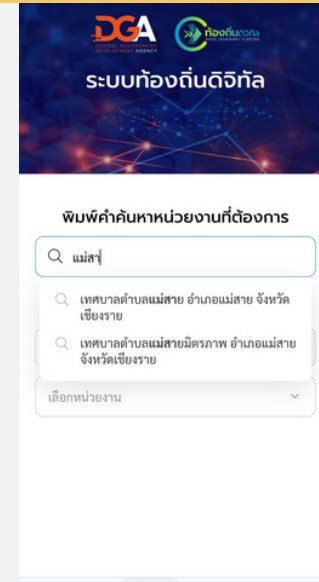 DGA
DIGITAL GOVERNMENT
DEVELOPMENT AGENCY
ท้องถิ่นดิจิทัล
ระบบท้องถิ่นดิจิทัล
พิมพ์คำค้นหาหน่วยงานที่ต้องการ
แม่สา
เทศบาลตำบลแม่สาย อำเภอแม่สาย จังหวัด
เชียงราย
เทศบาลตำบลแม่สายมิตรภาพ อำเภอแม่สาย
จังหวัดเชียงราย
เลือกหน่วยงาน